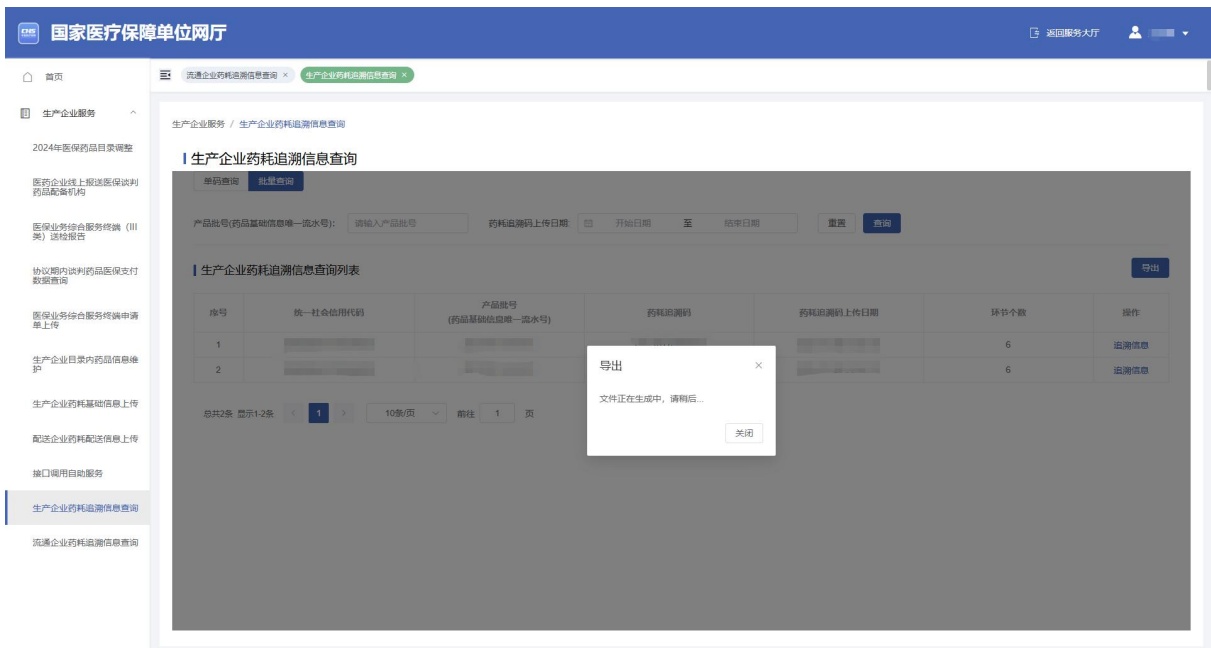 国家医疗保障单位网厅
返回服务大厅
首页
流通企业药耗追溯信息查询 ×
生产企业药耗追溯信息查询 ×
生产企业服务
2024年医保药品目录调整
医药企业线上报送医保谈判
药品配备机构
医保业务综合服务终端（III
类）送检报告
协议期内谈判药品医保支付
数据查询
医保业务综合服务终端申请
单上传
生产企业目录内药品信息维
护
生产企业药耗基础信息上传
配送企业药耗配送信息上传
接口调用自助服务
生产企业药耗追溯信息查询
流通企业药耗追溯信息查询
生产企业服务 / 生产企业药耗追溯信息查询
生产企业药耗追溯信息查询
单码查询 批量查询
产品批号(药品基础信息唯一流水号): 请输入产品批号 药耗追溯码上传日期: 开始日期 至 结束日期 重置 查询
生产企业药耗追溯信息查询列表 导出
序号 统一社会信用代码 产品批号 药耗追溯码 药耗追溯码上传日期 环节个数 操作
(药品基础信息唯一流水号)
1 6 追溯信息
2 6 追溯信息
总共2条 显示1-2条 < 1 > 10条/页 前往 1 页
导出 ×
文件正在生成中，请稍后...
关闭